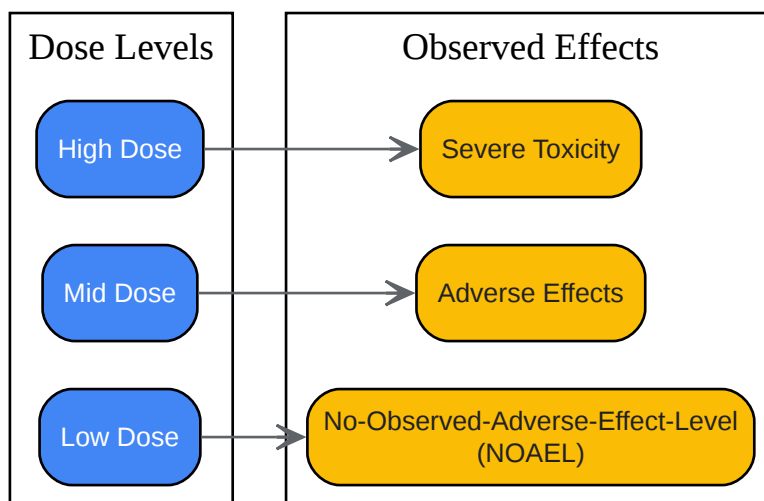 Dose Levels
Observed Effects
High Dose
Severe Toxicity
Mid Dose
Adverse Effects
Low Dose
No-Observed-Adverse-Effect-Level
(NOAEL)